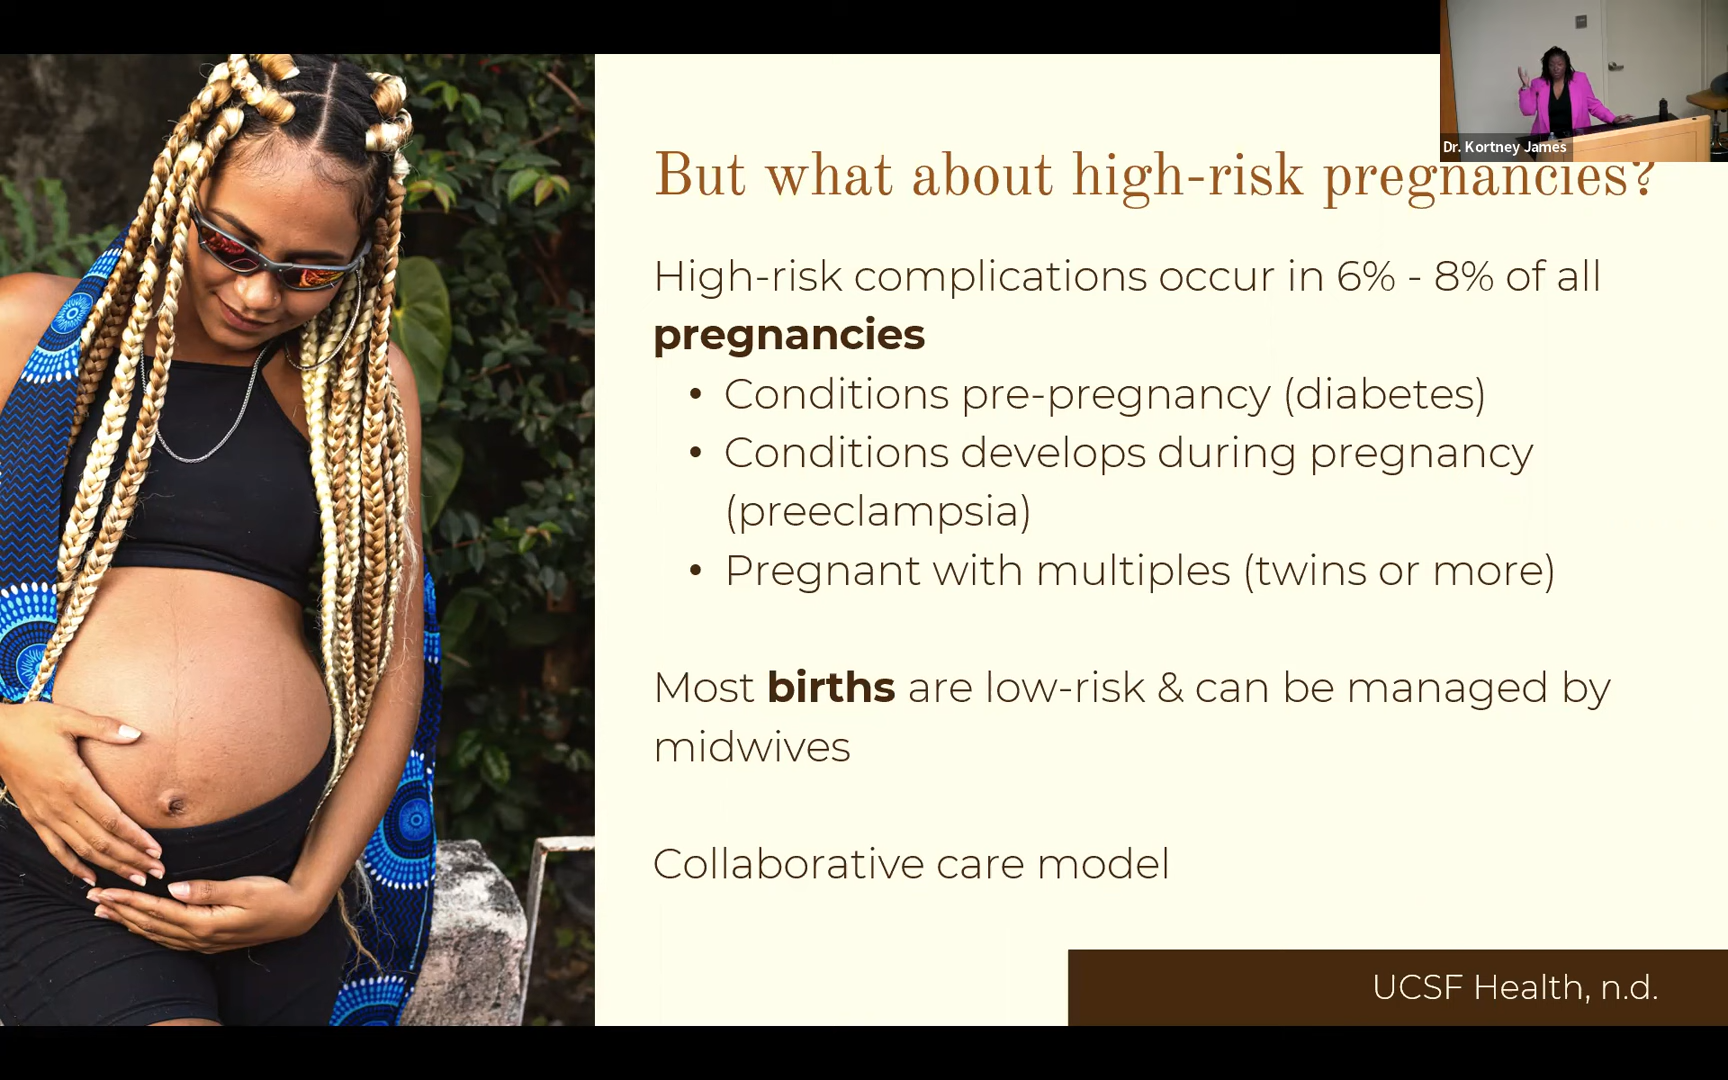 Dr. Kortney James
But what about high-risk pregnancies?
High-risk complications occur in 6% - 8% of all
pregnancies
• Conditions pre-pregnancy (diabetes)
• Conditions develops during pregnancy
(preeclampsia)
• Pregnant with multiples (twins or more)
Most births are low-risk & can be managed by
midwives
Collaborative care model
UCSF Health, n.d.